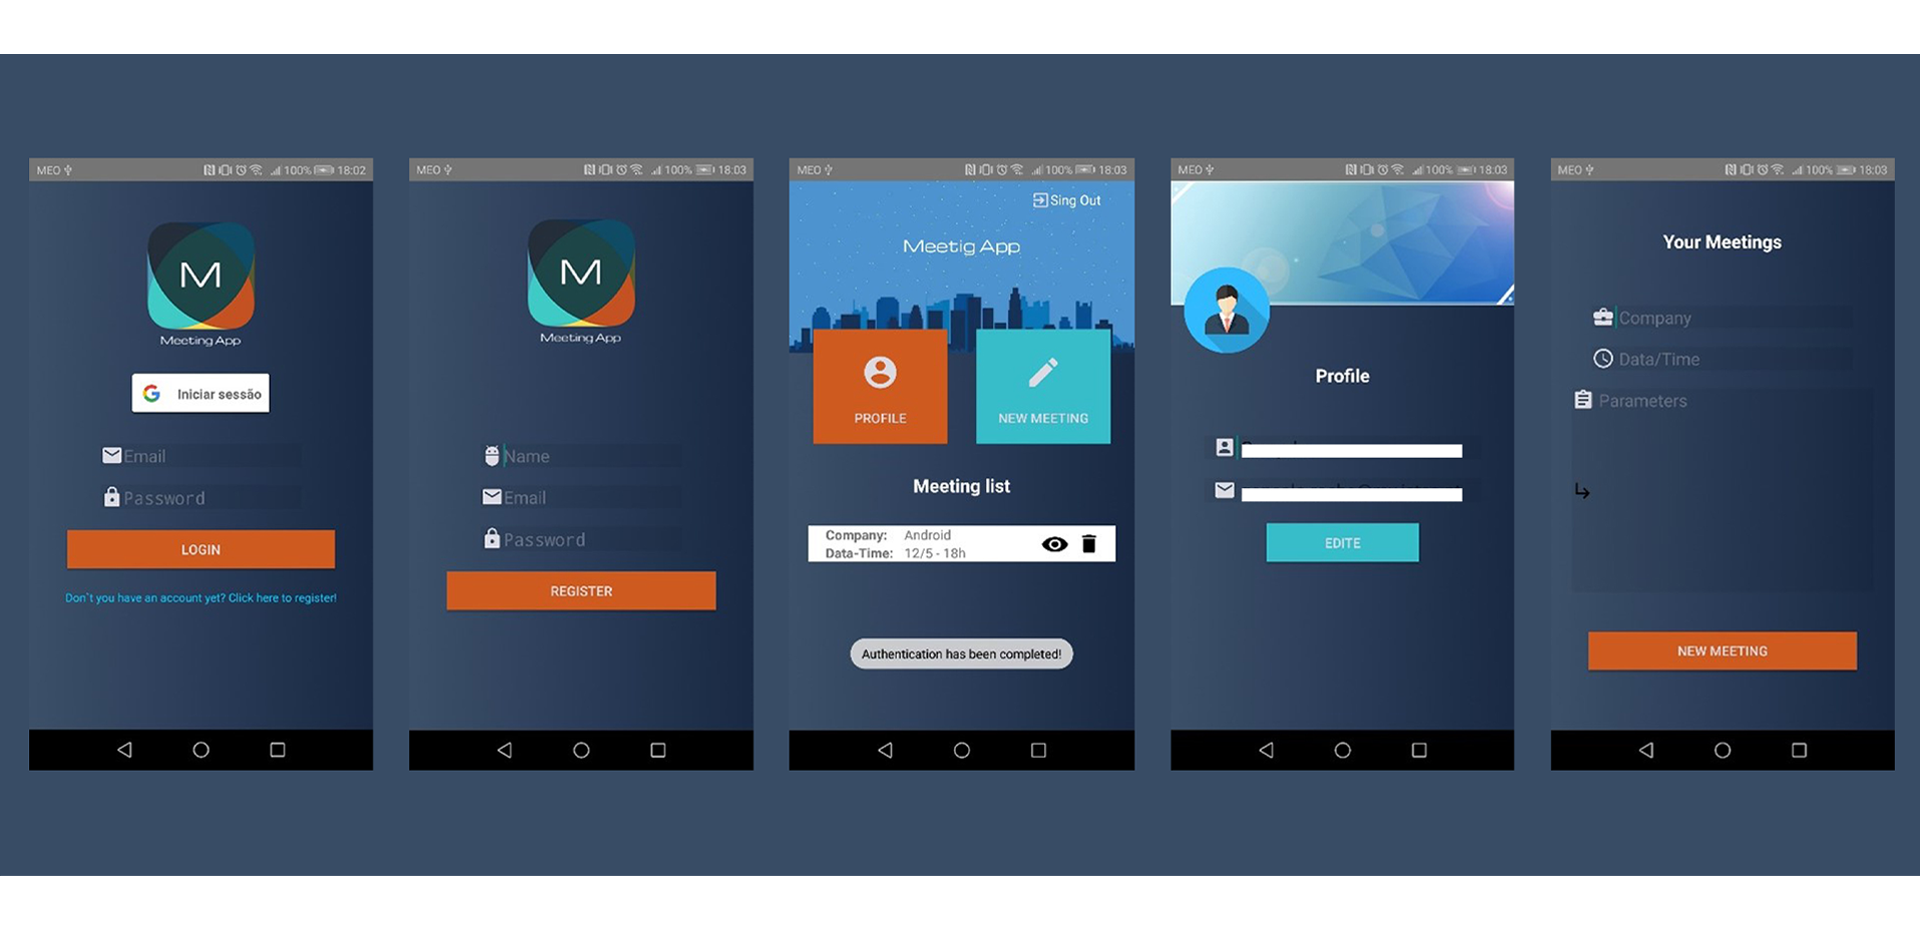 MEO 100% 18:02
M
Meeting App
Iniciar sessão
Email
Password
LOGIN
Don't you have an account yet? Click here to register!
MEO 100% 18:03
M
Meeting App
Name
Email
Password
REGISTER
MEO 100% 18:03
Sing Out
Meetig App
PROFILE
NEW MEETING
Meeting list
Company: Android
Data-Time: 12/5 - 18h
Authentication has been completed!
MEO 100% 18:03
Profile
EDITE
MEO 100% 18:03
Your Meetings
Company
Data/Time
Parameters
NEW MEETING